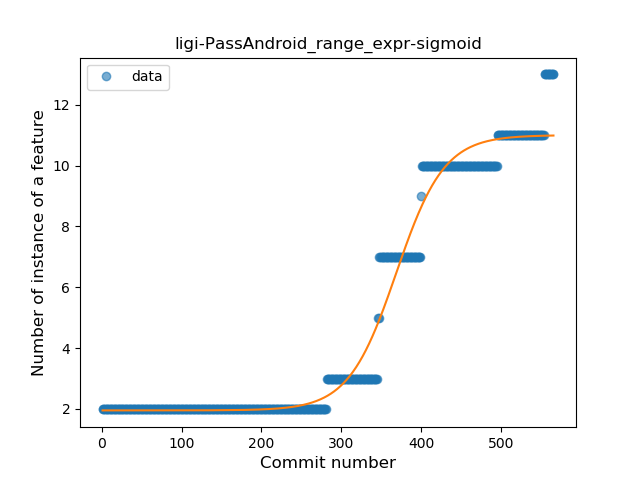 ligi-PassAndroid_range_expr-sigmoid
data
Number of instance of a feature
12
10
8
6
4
2
0 100 200 300 400 500
Commit number